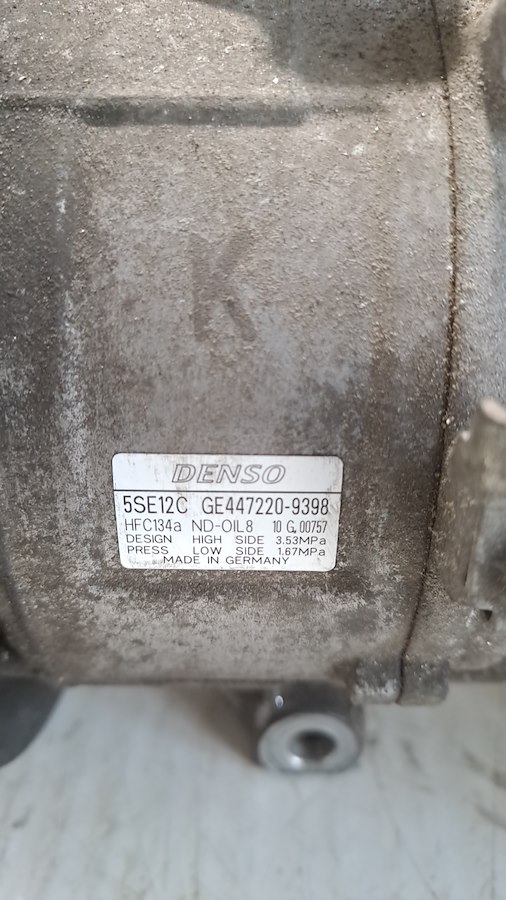 K
DENSO
5SE12C GE447220-9398
HFC134a ND-OIL8 10 G, 00757
DESIGN HIGH SIDE 3.53MPa
PRESS LOW SIDE 1.67MPa
MADE IN GERMANY